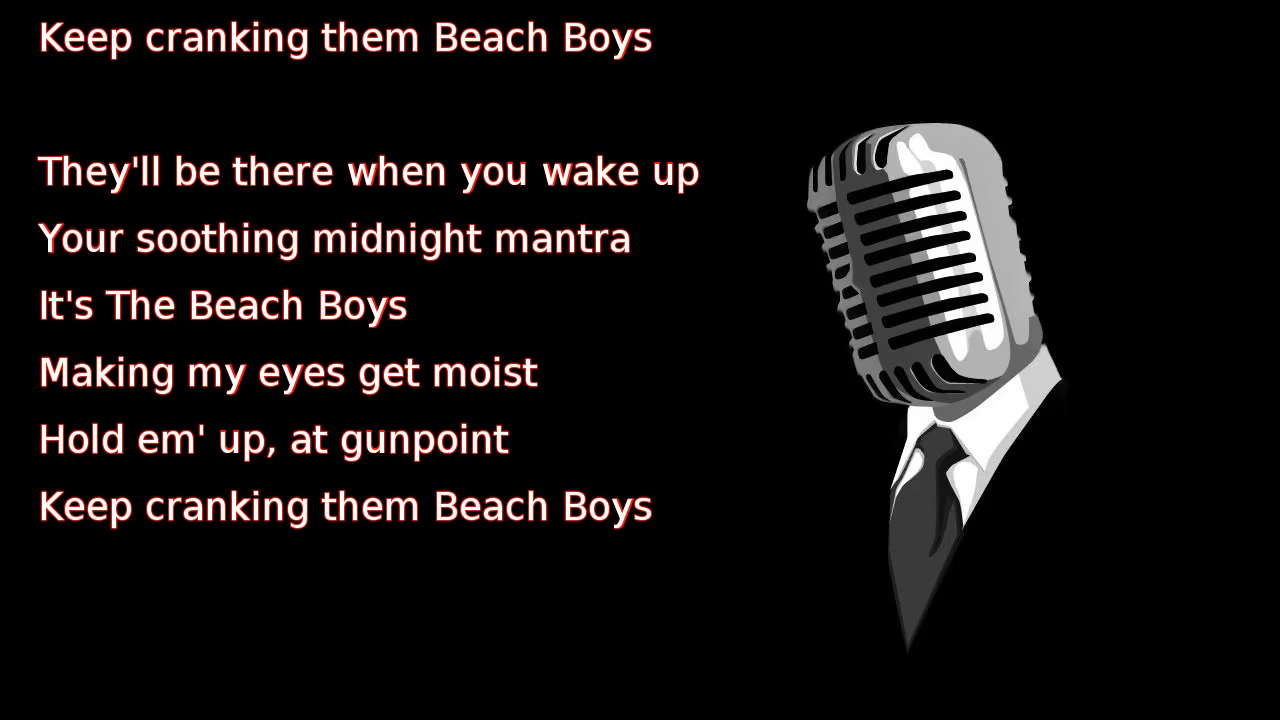 Keep cranking them Beach Boys
They'll be there when you wake up
Your soothing midnight mantra
It's The Beach Boys
Making my eyes get moist
Hold em' up, at gunpoint
Keep cranking them Beach Boys